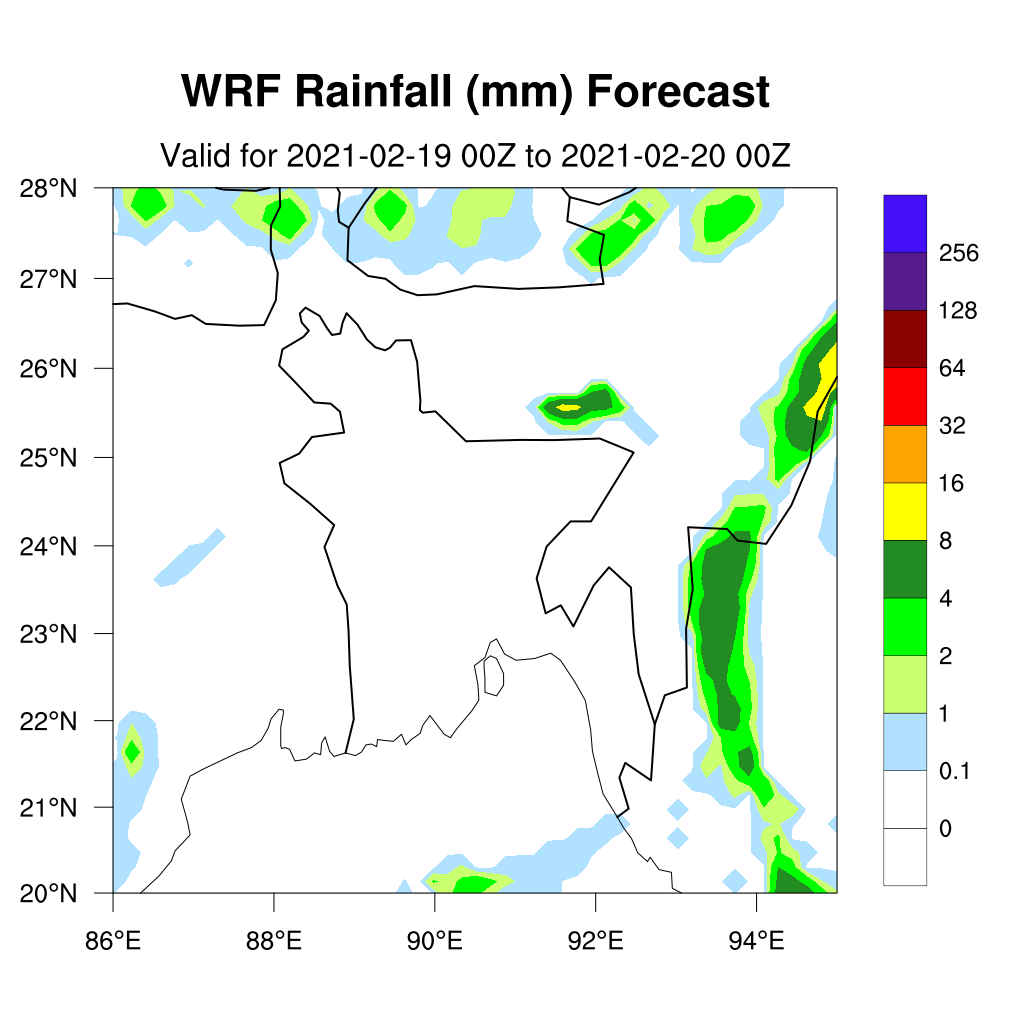 WRF Rainfall (mm) Forecast
Valid for 2021-02-19 00Z to 2021-02-20 00Z
28°N
27°N
26°N
25°N
24°N
23°N
22°N
21°N
20°N
86°E 88°E 90°E 92°E 94°E
256
128
64
32
16
8
4
2
1
0.1
0